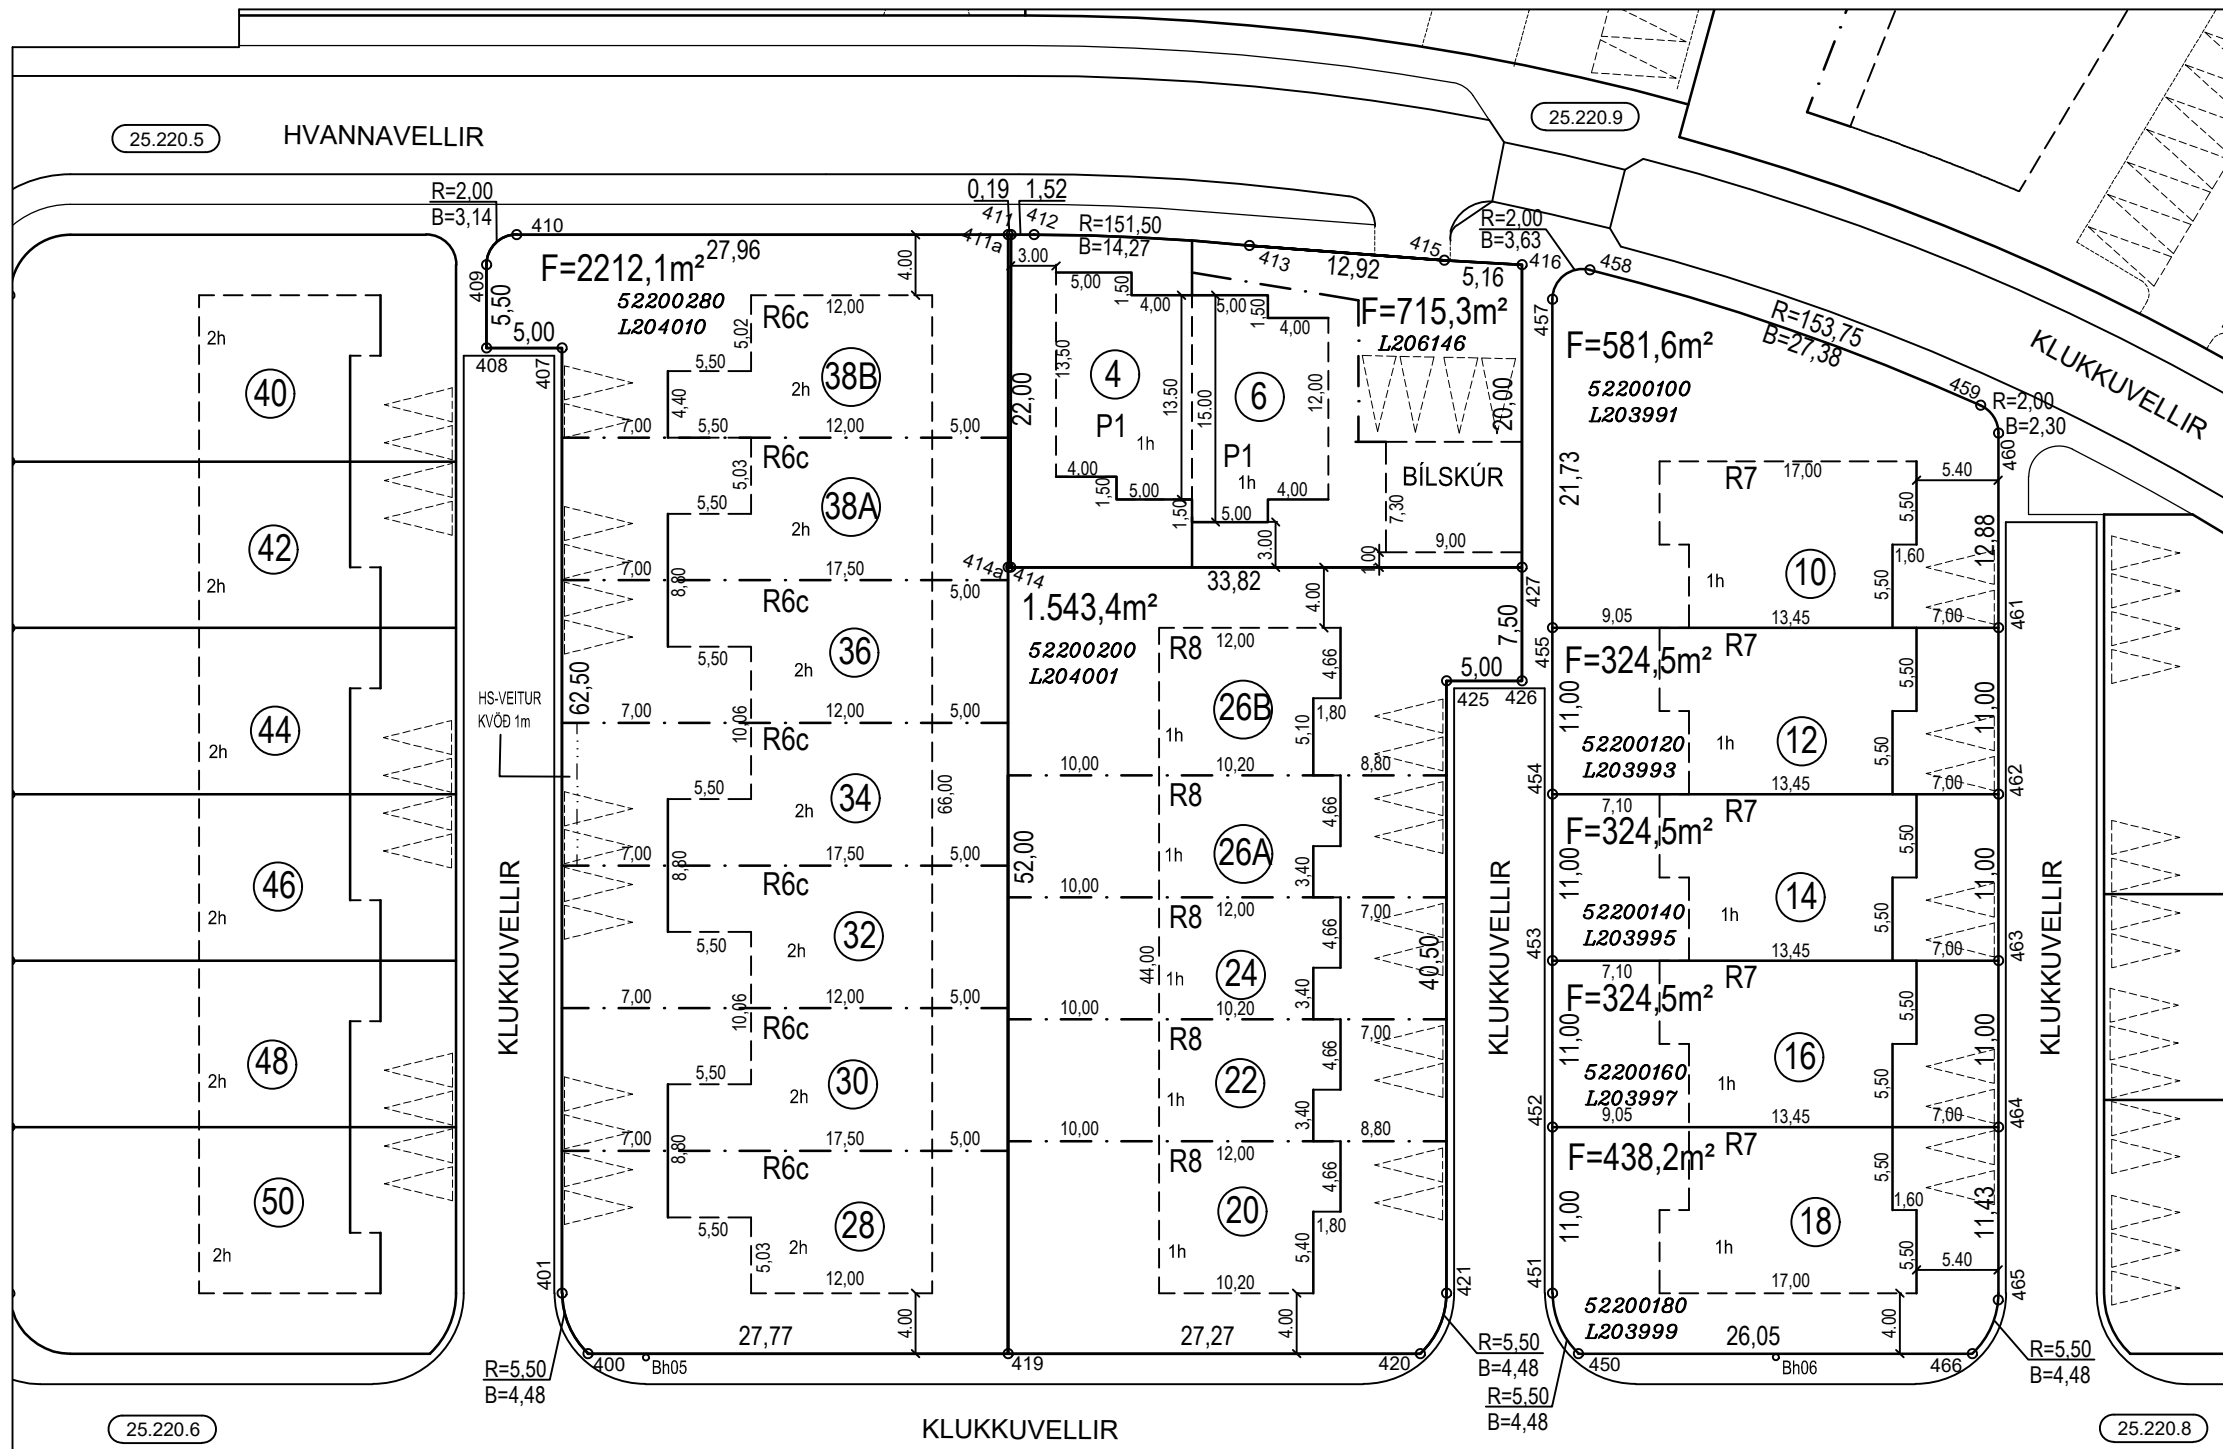 25.220.5
HVANNAVELLIR
25.220.9
R=2,00
B=3,14
410
27,96
0,19
1,52
411
412
411a
R=151,50
B=14,27
413
12,92
415
5,16
416
R=2,00
B=3,63
458
R=153,75
B=27,38
459
R=2,00
B=2,30
460
KLUKKUVELLIR
409
5,50
5,00
408
407
F=2212,1m²
52200280
L204010
4.00
3.00
F=715,3m²
L206146
457
F=581,6m²
52200100
L203991
2h
40
2h
42
2h
44
2h
46
2h
48
2h
50
HS-VEITUR
KVÖÐ 1m
62,50
KLUKKUVELLIR
R6c
12,00
5,02
5,50
4,40
38B
2h
7,00
5,50
12,00
5,00
R6c
5,03
5,50
38A
2h
7,00
17,50
5,00
8,80
R6c
36
2h
5,50
7,00
12,00
5,00
10,06
R6c
5,50
34
2h
66,00
7,00
17,50
5,00
8,80
R6c
32
2h
5,50
7,00
12,00
5,00
10,06
R6c
5,50
30
2h
7,00
17,50
5,00
8,80
R6c
28
2h
5,50
5,03
12,00
4.00
401
R=5,50
B=4,48
400
Bh05
27,77
419
22,00
5,00
1,50
4,00
13,50
4
P1
1h
13.50
4,00
1,50
5,00
1,50
5,00
1,50
4,00
15.00
6
12,00
P1
1h
4,00
5,00
3.00
20,00
BÍLSKÚR
7,30
9,00
1,00
414a
414
33,82
427
1.543,4m²
52200200
L204001
4.00
7,50
5,00
425
426
52,00
R8
12,00
4,66
26B
1h
1,80
5,10
10,00
10,20
8,80
R8
4,66
26A
1h
3,40
10,00
12,00
7,00
R8
4,66
44,00
24
1h
3,40
40,50
10,00
10,20
7,00
R8
4,66
22
1h
3,40
10,00
12,00
8,80
R8
4,66
20
1h
1,80
5,40
10,20
4.00
27,27
420
421
R=5,50
B=4,48
KLUKKUVELLIR
21,73
R7
17,00
5.40
5,50
12,88
1,60
10
1h
5,50
455
9,05
13,45
7,00
461
F=324,5m²
R7
5,50
11,00
11,00
52200120
L203993
1h
12
5,50
454
7,10
13,45
7,00
462
F=324,5m²
R7
5,50
11,00
11,00
52200140
L203995
1h
14
5,50
453
7,10
13,45
7,00
463
F=324,5m²
R7
5,50
11,00
11,00
52200160
L203997
1h
16
5,50
452
9,05
13,45
7,00
464
F=438,2m²
R7
5,50
11,00
11,43
1,60
18
1h
5,50
5.40
451
17,00
465
52200180
L203999
4.00
26,05
450
Bh06
466
R=5,50
B=4,48
R=5,50
B=4,48
KLUKKUVELLIR
25.220.6
KLUKKUVELLIR
25.220.8